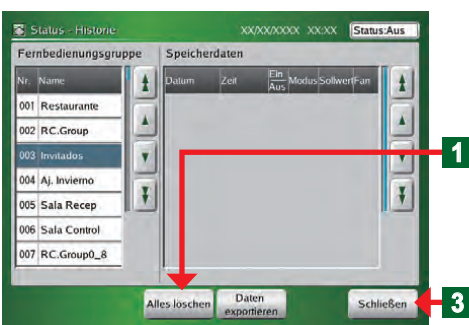 Status - Historie XX/XX/XXXX XX:XX Status:Aus
Fernbedienungsgruppe Speicherdaten
Nr. Name Datum Zeit Ein Aus Modus Sollwert Fan
001 Restaurante
002 RC.Group
003 Invitados
004 Aj. Invierno
005 Sala Recep
006 Sala Control
007 RC.Group0_8
1
Alles löschen Daten exportieren Schließen 3